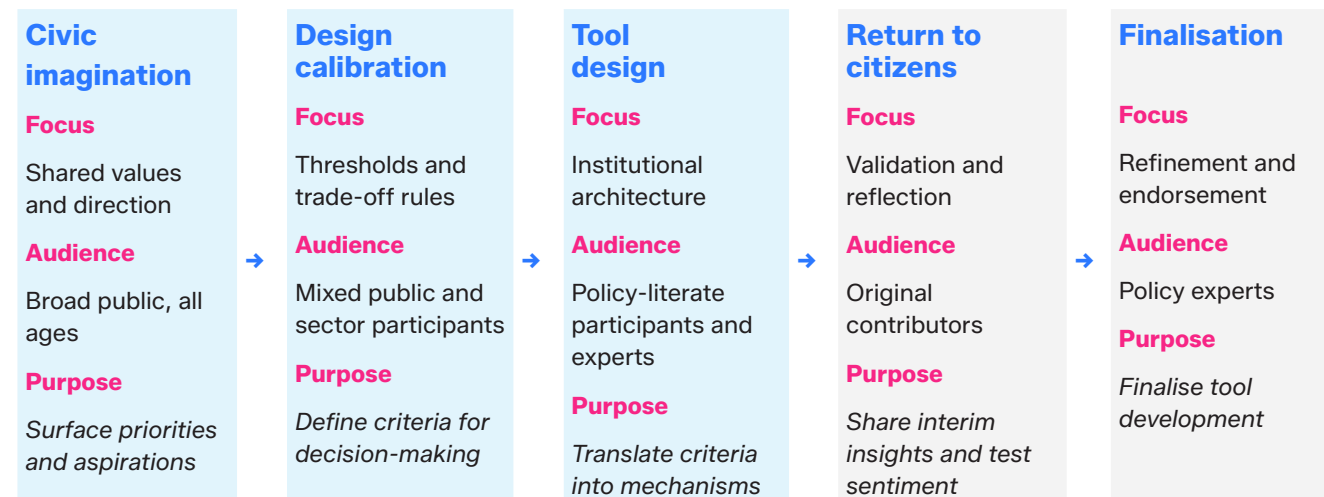 Civic
imagination
Focus
Shared values
and direction
Audience
Broad public, all
ages
Purpose
Surface priorities
and aspirations
→
Design
calibration
Focus
Thresholds and
trade-off rules
Audience
Mixed public and
sector participants
Purpose
Define criteria for
decision-making
→
Tool
design
Focus
Institutional
architecture
Audience
Policy-literate
participants and
experts
Purpose
Translate criteria
into mechanisms
→
Return to
citizens
Focus
Validation and
reflection
Audience
Original
contributors
Purpose
Share interim
insights and test
sentiment
→
Finalisation
Focus
Refinement and
endorsement
Audience
Policy experts
Purpose
Finalise tool
development